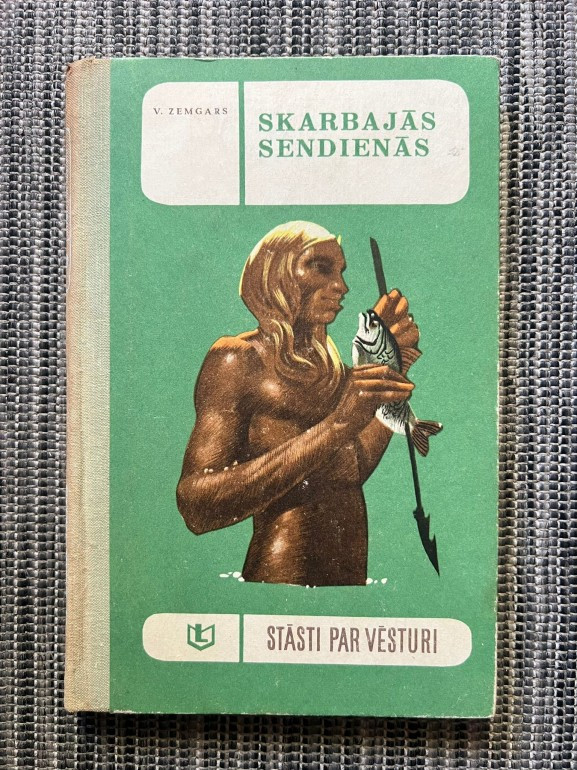 V. ZEMGARS
SKARBAJĀS
SENDIENĀS
L
STĀSTI PAR VĒSTURI